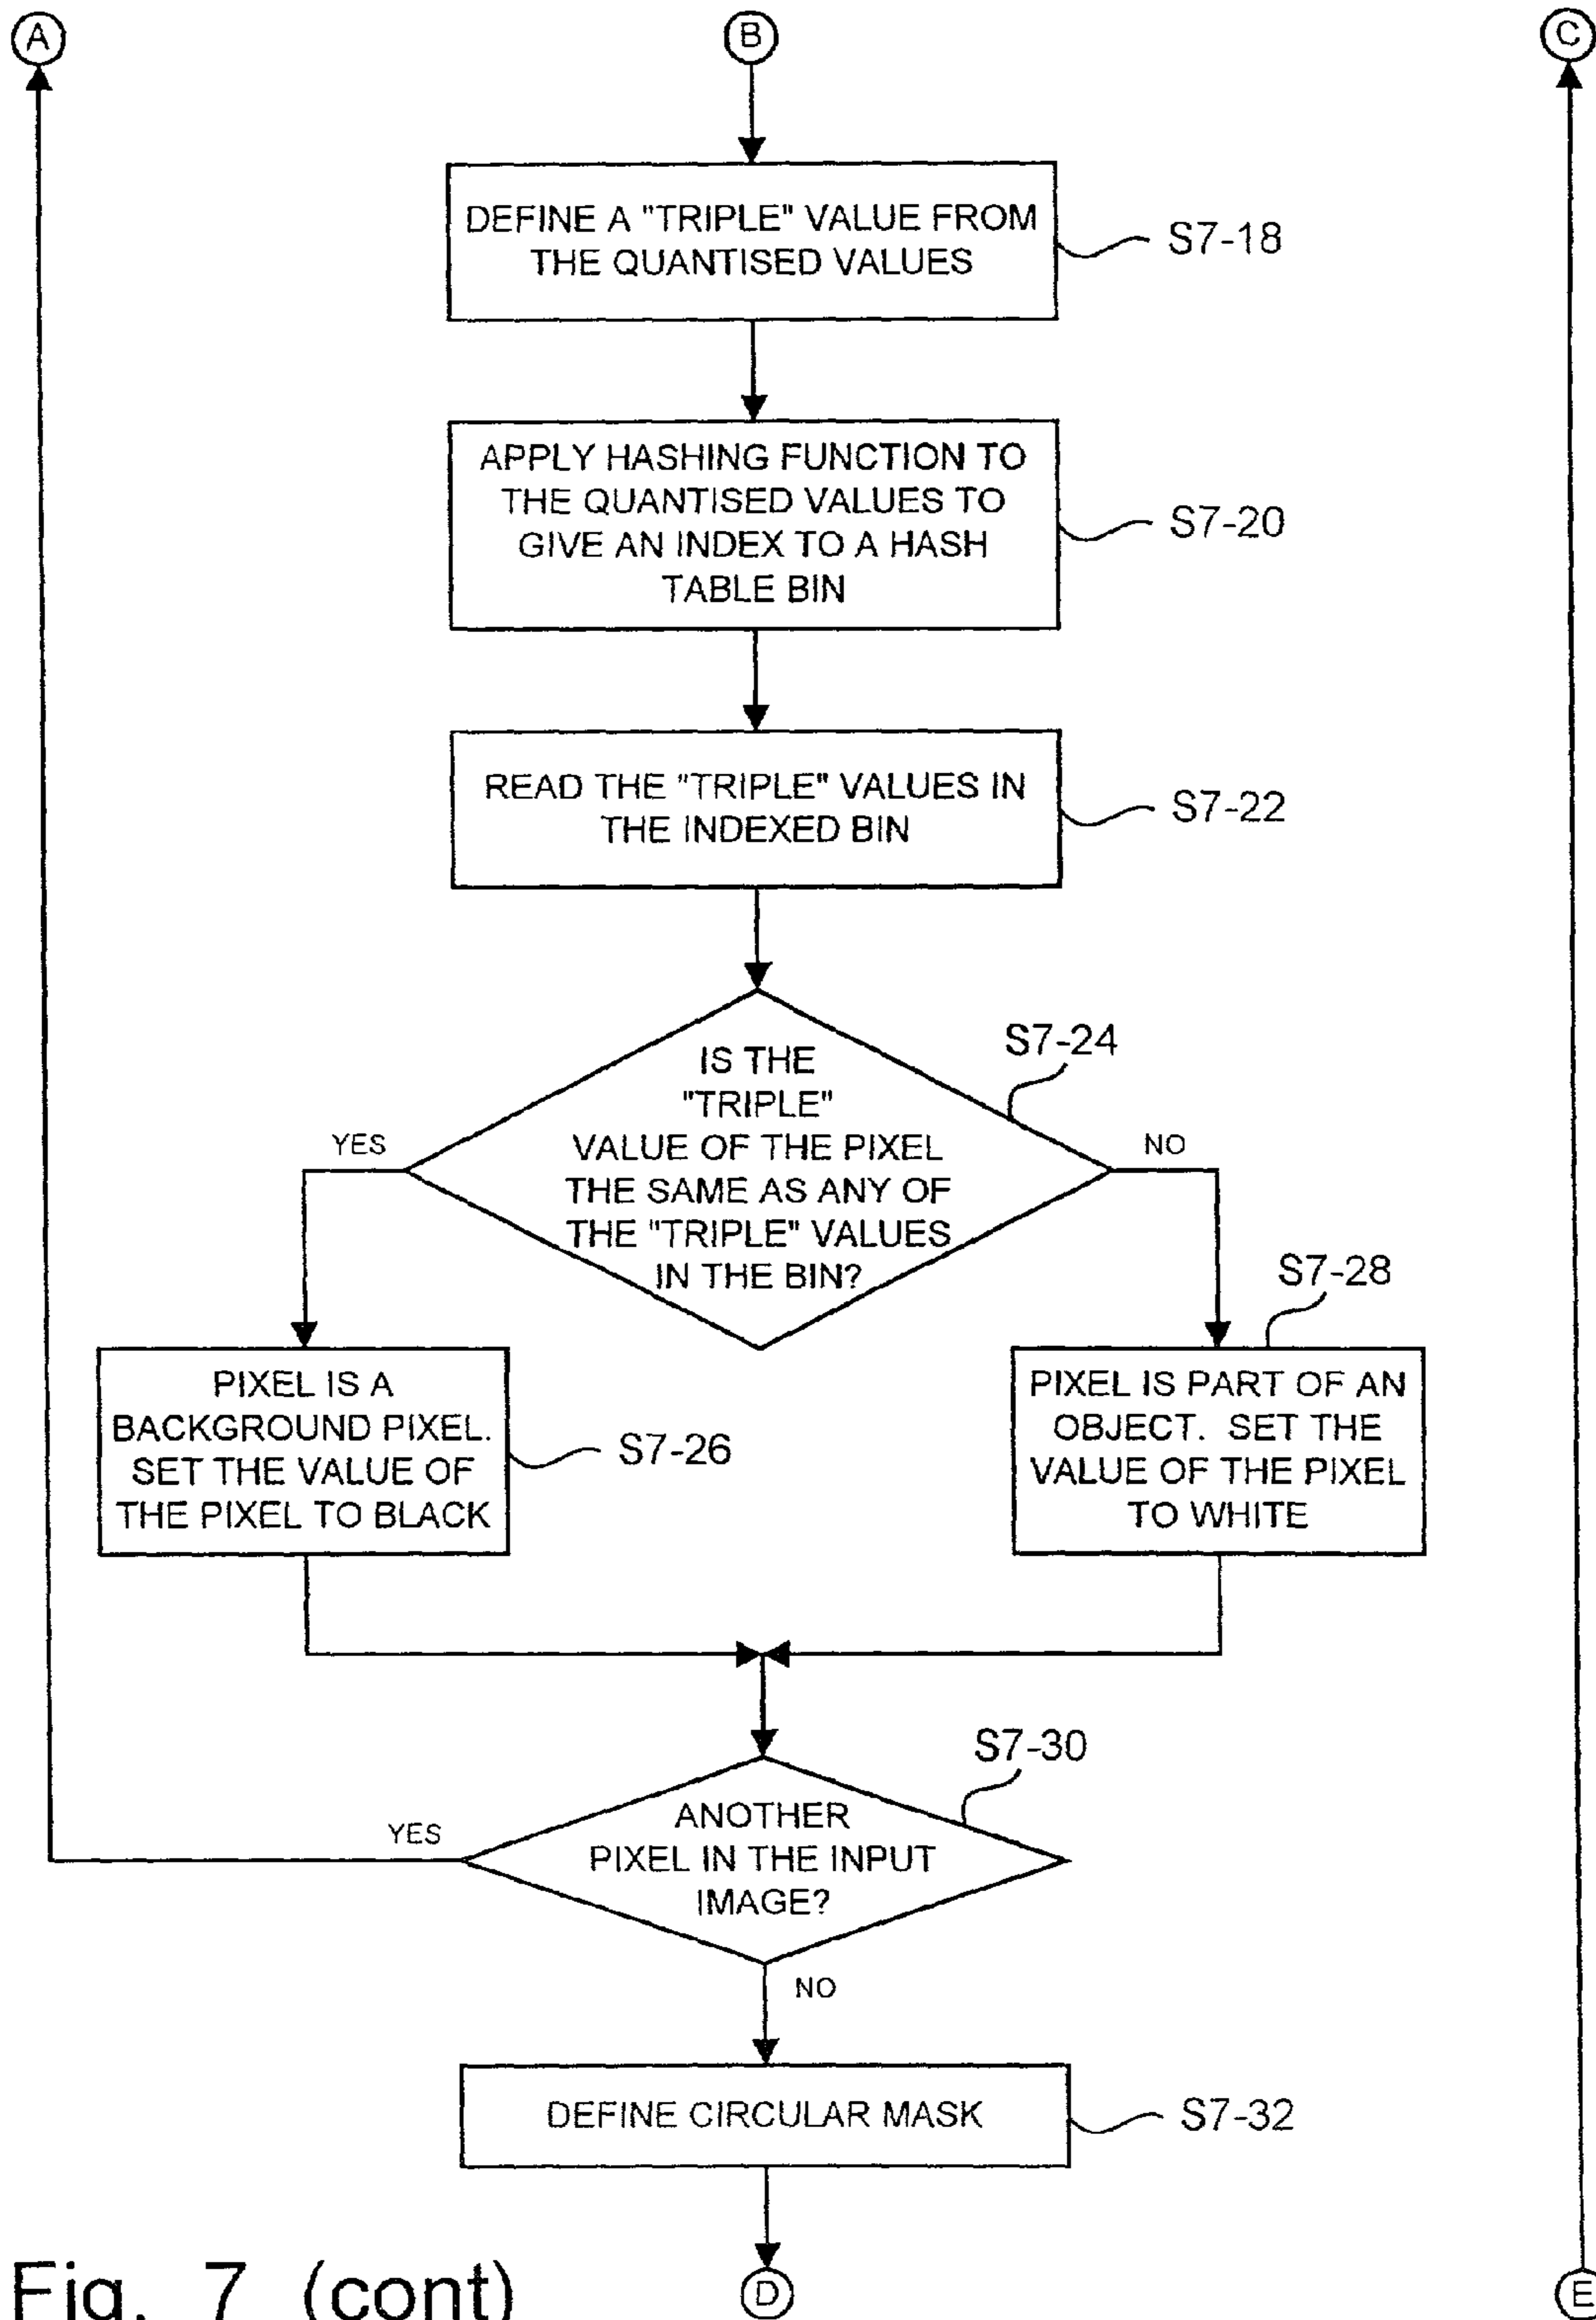 A
B
C
DEFINE A "TRIPLE" VALUE FROM
THE QUANTISED VALUES
S7-18
APPLY HASHING FUNCTION TO
THE QUANTISED VALUES TO
GIVE AN INDEX TO A HASH
TABLE BIN
S7-20
READ THE "TRIPLE" VALUES IN
THE INDEXED BIN
S7-22
IS THE
"TRIPLE"
VALUE OF THE PIXEL
THE SAME AS ANY OF
THE "TRIPLE" VALUES
IN THE BIN?
S7-24
YES
NO
PIXEL IS A
BACKGROUND PIXEL.
SET THE VALUE OF
THE PIXEL TO BLACK
S7-26
S7-28
PIXEL IS PART OF AN
OBJECT. SET THE
VALUE OF THE PIXEL
TO WHITE
S7-30
ANOTHER
PIXEL IN THE INPUT
IMAGE?
YES
NO
DEFINE CIRCULAR MASK
S7-32
Fig. 7 (cont)
D
E